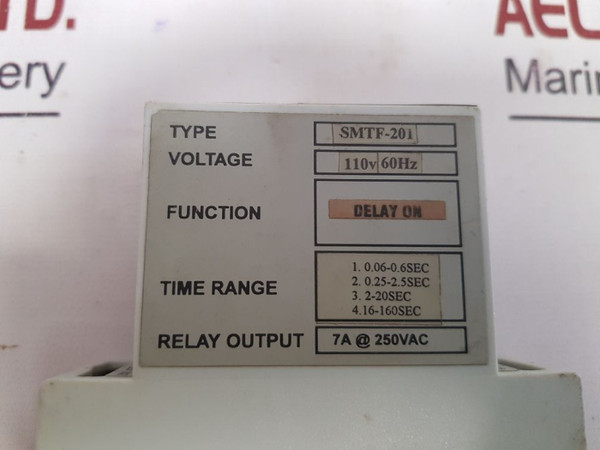 TD.
AEL
ery
Marin
TYPE SMTF-201
VOLTAGE 110v 60Hz
FUNCTION DELAY ON
TIME RANGE
1. 0.06-0.6SEC
2. 0.25-2.5SEC
3. 2-20SEC
4.16-160SEC
RELAY OUTPUT 7A @ 250VAC